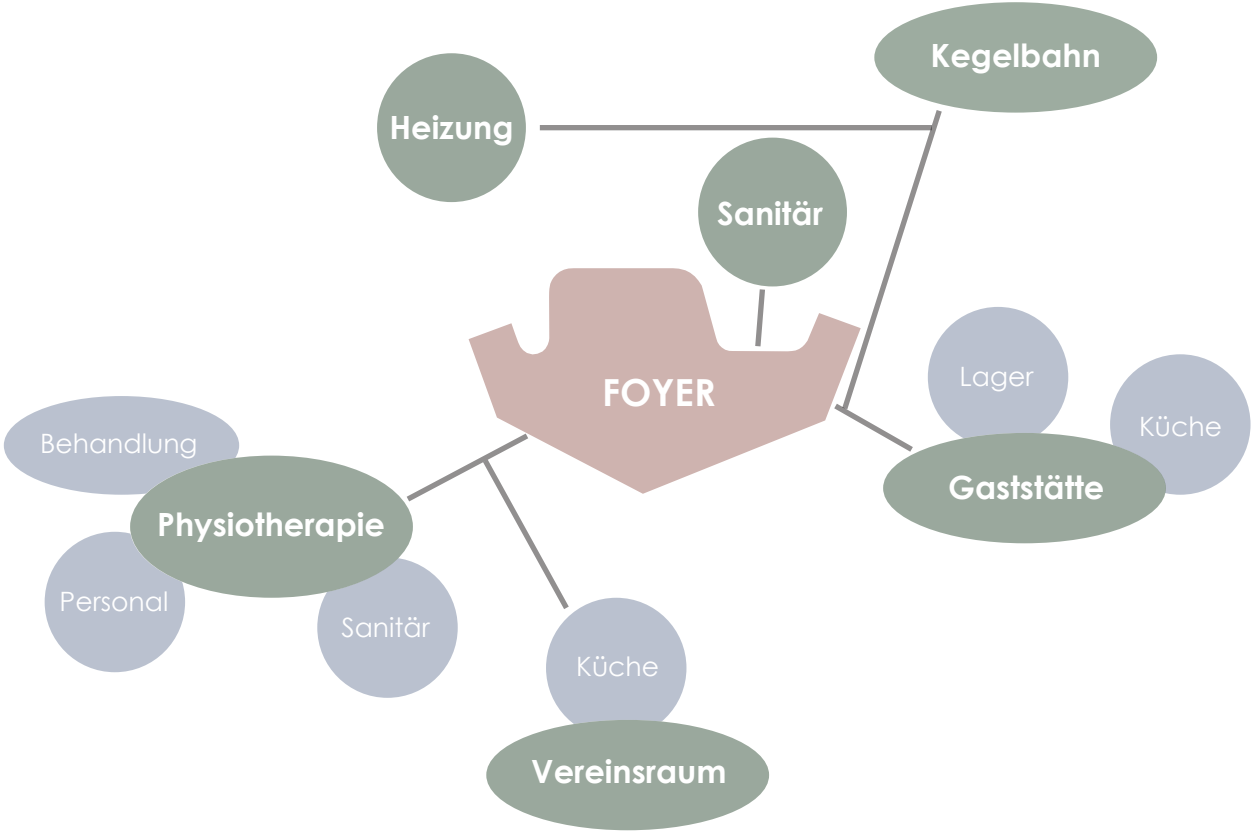 Kegelbahn
Heizung
Sanitär
FOYER
Lager
Küche
Behandlung
Gaststätte
Physiotherapie
Personal
Sanitär
Küche
Vereinsraum